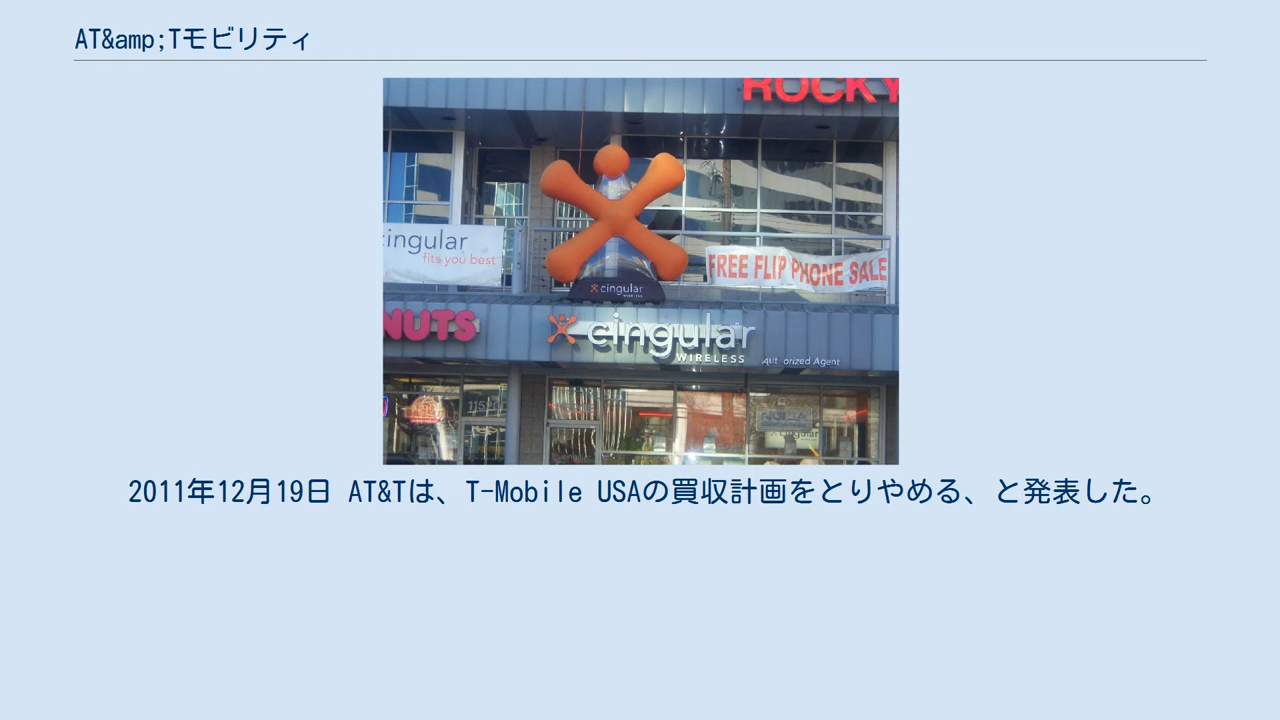 AT&amp;Tモビリティ
ROCKY
cingular
fits you best
FREE FLIP PHONE SALE
cingular
WIRELESS
NUTS
cingular
WIRELESS
Authorized Agent
NOKIA
cingular
2011年12月19日 AT&Tは、T-Mobile USAの買収計画をとりやめる、と発表した。